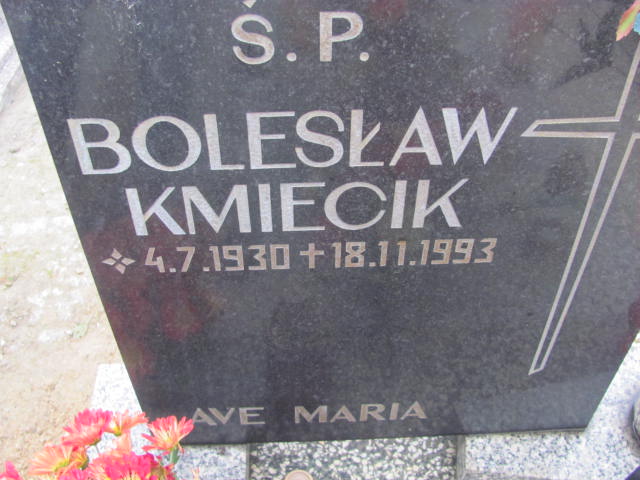 Ś.P.
BOLESŁAW
KMIECIK
4.7.1930 + 18.11.1993
AVE MARIA